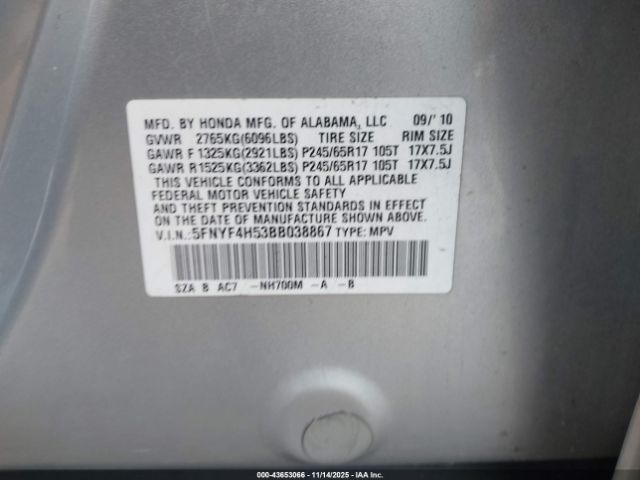 MFD. BY HONDA MFG. OF ALABAMA, LLC 09/' 10
GVWR 2765KG(6096LBS) TIRE SIZE RIM SIZE
GAWR F 1325KG(2921LBS) P245/65R17 105T 17X7.5J
GAWR R 1525KG(3362LBS) P245/65R17 105T 17X7.5J
THIS VEHICLE CONFORMS TO ALL APPLICABLE
FEDERAL MOTOR VEHICLE SAFETY
AND THEFT PREVENTION STANDARDS IN EFFECT
ON THE DATE OF MANUFACTURE SHOWN ABOVE.
V.I.N.:5FNYF4H53BB038867 TYPE: MPV
SZA B AC7 -NH700M -A -B
000-43653066 - 11/14/2025 - IAA Inc.